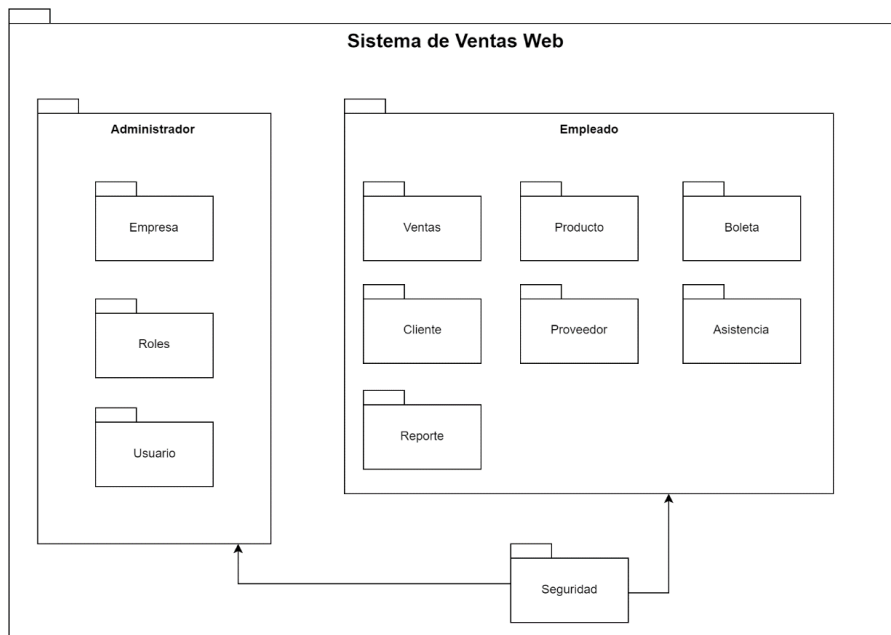 Sistema de Ventas Web
Administrador
Empresa
Roles
Usuario
Empleado
Ventas
Producto
Boleta
Cliente
Proveedor
Asistencia
Reporte
Seguridad